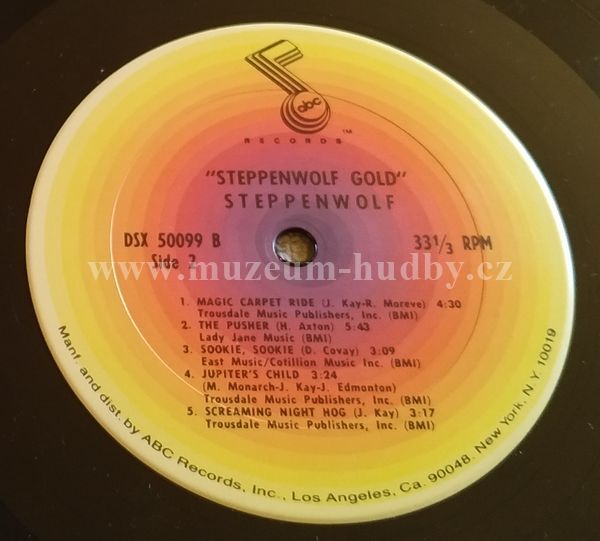 abc
RECORDS
™
"STEPPENWOLF GOLD"
STEPPENWOLF
DSX 50099 B
Side 2
33 1/3 RPM
www.muzeum-hudby.cz
1. MAGIC CARPET RIDE (J. Kay-R. Moreve) 4:30
Trousdale Music Publishers, Inc. (BMI)
2. THE PUSHER (H. Axton) 5:43
Lady Jane Music (BMI)
3. SOOKIE, SOOKIE (D. Covay) 3:09
East Music/Cotillion Music Inc. (BMI)
4. JUPITER'S CHILD 3:24
(M. Monarch-J. Kay-J. Edmonton)
Trousdale Music Publishers, Inc. (BMI)
5. SCREAMING NIGHT HOG (J. Kay) 3:17
Trousdale Music Publishers, Inc. (BMI)
Manf. and dist. by ABC Records, Inc., Los Angeles, Ca. 90048. New York, N.Y. 10019